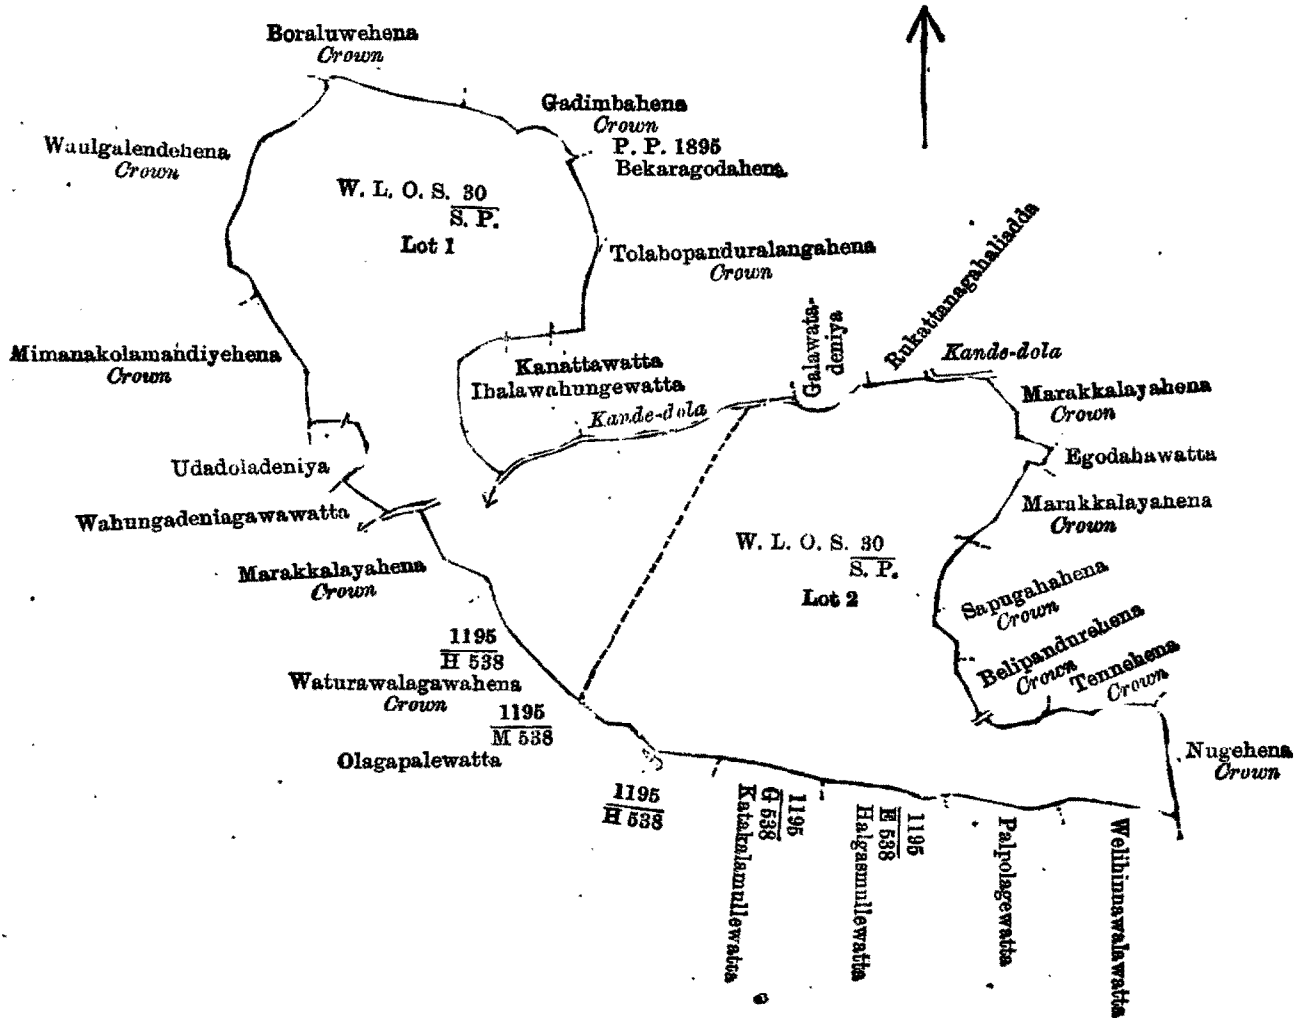 Boraluwehena
Crown
Gadimbahena
Crown
P. P. 1895
Bekaragodahena
Waulgalendehena
Crown
W. L. O. S. 30
S. P.
Lot 1
Tolabopanduralangahena
Crown
Rukattanagahaliadda
Galawata-
deniya
Kande-dola
Mimanakolamandiyehena
Crown
Kanattawatta
Ihalawahungewatta
Kande-dola
Marakkalayahena
Crown
Egodahawatta
Udadoladeniya
Wahungadeniagawawatta
Marakkalayahena
Crown
W. L. O. S. 30
S. P.
Lot 2
Marakkalayahena
Crown
Sapugahahena
Crown
Belipandurehena
Crown
Tennehena
Crown
1195
H 538
Waturawalagawahena
Crown
1195
M 538
Olagapalewatta
Nugehena
Crown
1195
H 538
1195
G 538
Katakalamullewatta
1195
E 538
Halgasmullewatta
Palpolagewatta
Welihinnawalawatta